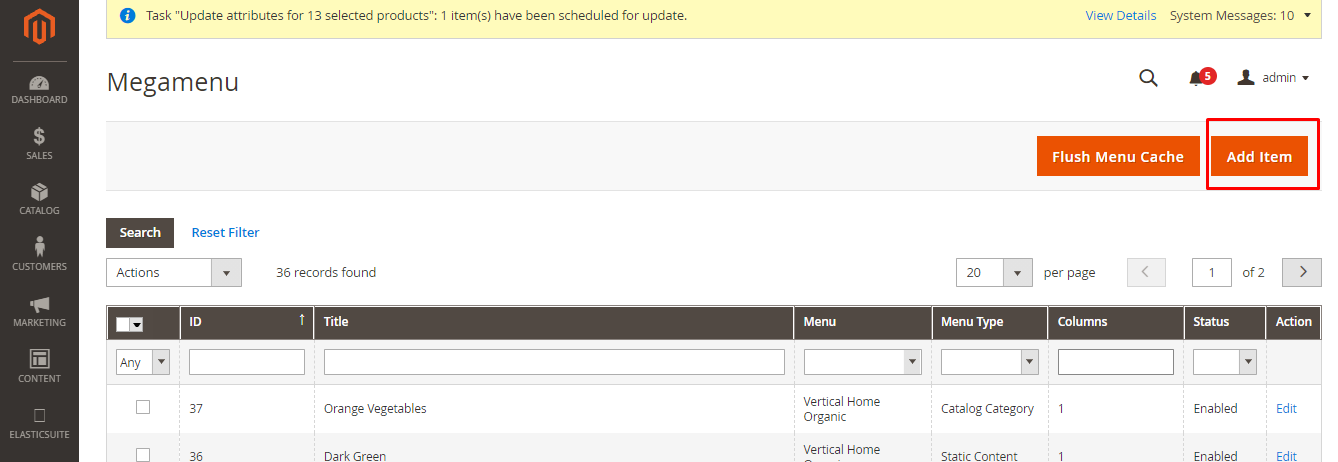 Task "Update attributes for 13 selected products": 1 item(s) have been scheduled for update. View Details System Messages: 10
Megamenu 5 admin
DASHBOARD
Flush Menu Cache Add Item
SALES
CATALOG
Search Reset Filter
CUSTOMERS
Actions 36 records found 20 per page 1 of 2
MARKETING
ID Title Menu Menu Type Columns Status Action
Any
CONTENT
37 Orange Vegetables Vertical Home Organic Catalog Category 1 Enabled Edit
ELASTICSUITE
36 Dark Green Vertical Home Static Content 1 Enabled Edit